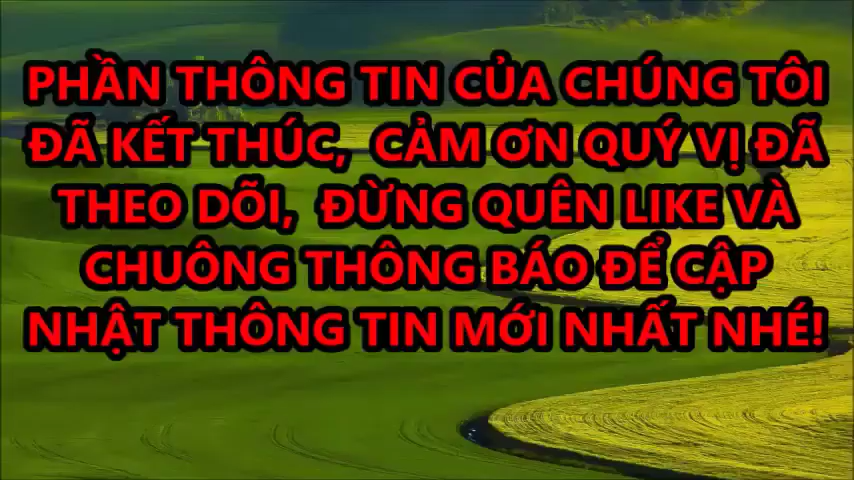 PHẦN THÔNG TIN CỦA CHÚNG TÔI
ĐÃ KẾT THÚC, CẢM ƠN QUÝ VỊ ĐÃ
THEO DÕI, ĐỪNG QUÊN LIKE VÀ
CHUÔNG THÔNG BÁO ĐỂ CẬP
NHẬT THÔNG TIN MỚI NHẤT NHÉ!